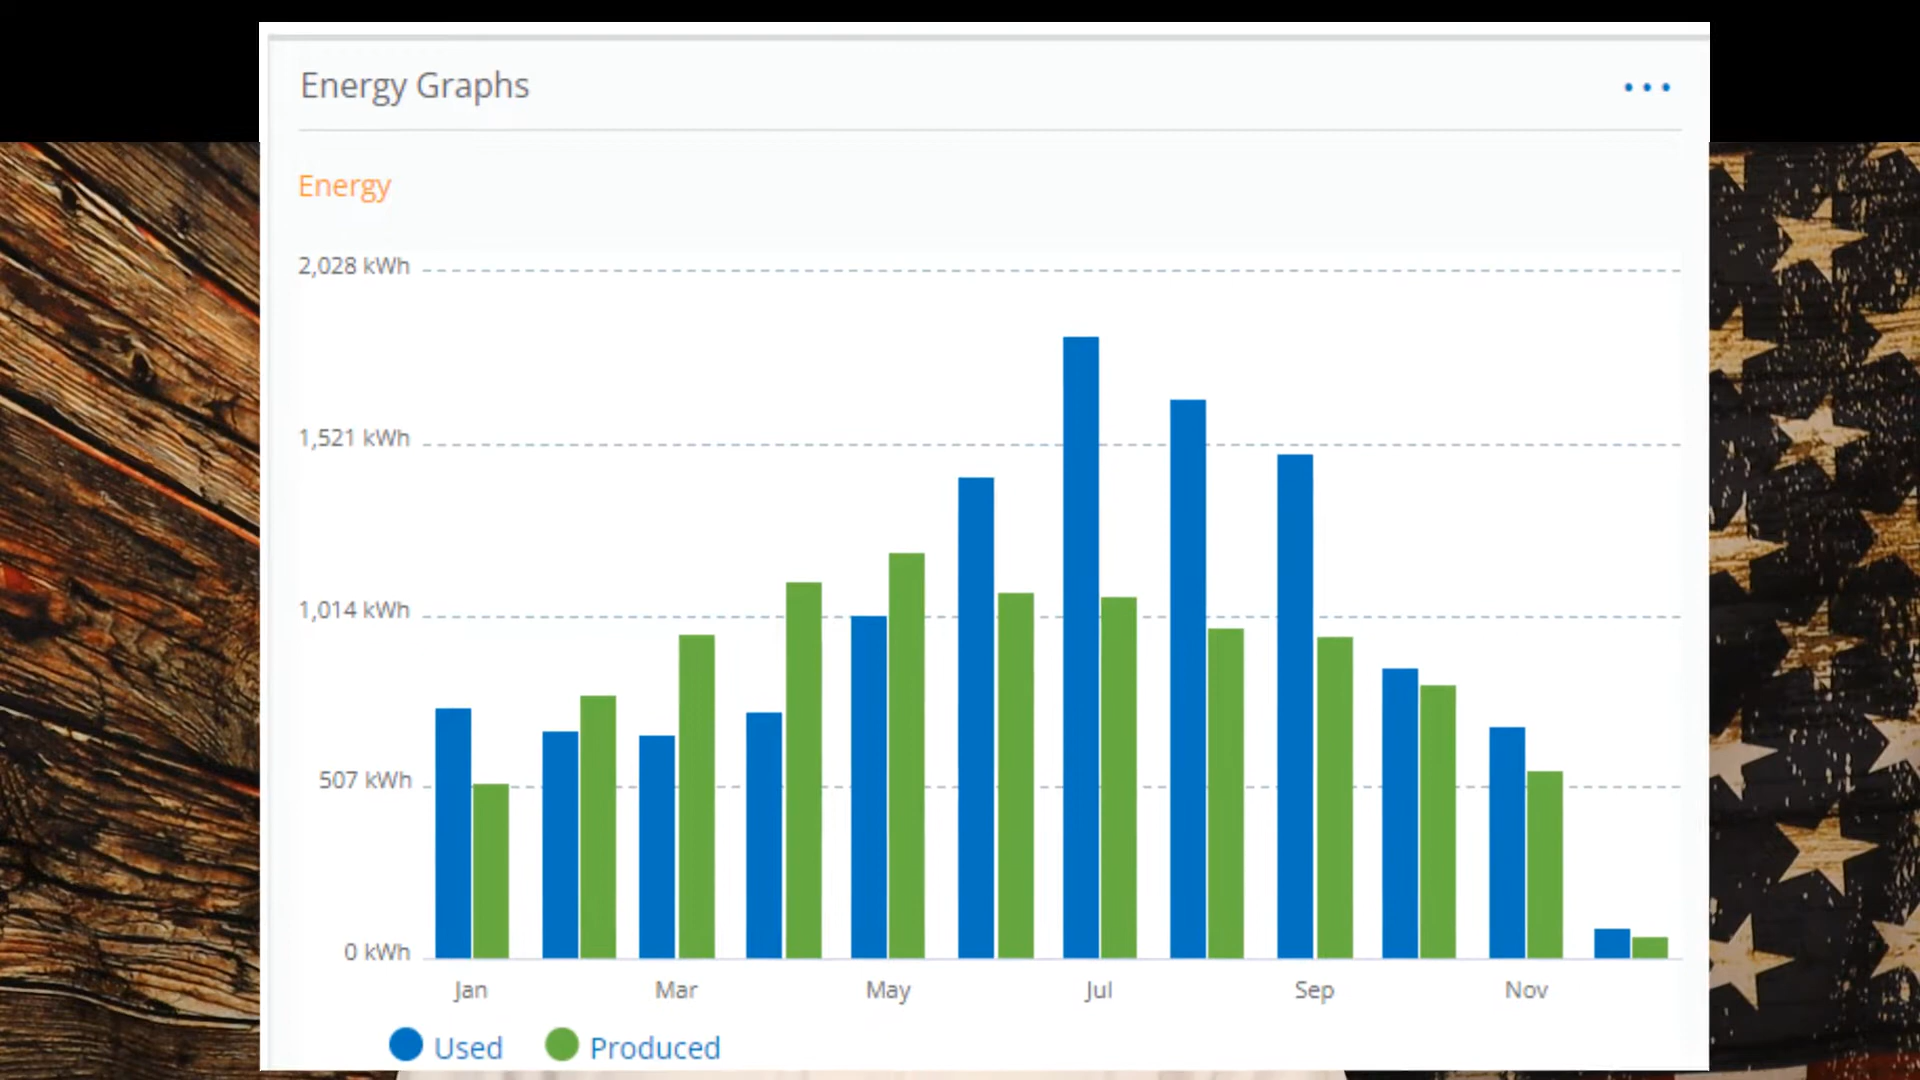 Energy Graphs
Energy
2,028 kWh
1,521 kWh
1,014 kWh
507 kWh
0 kWh
Jan Mar May Jul Sep Nov
Used Produced